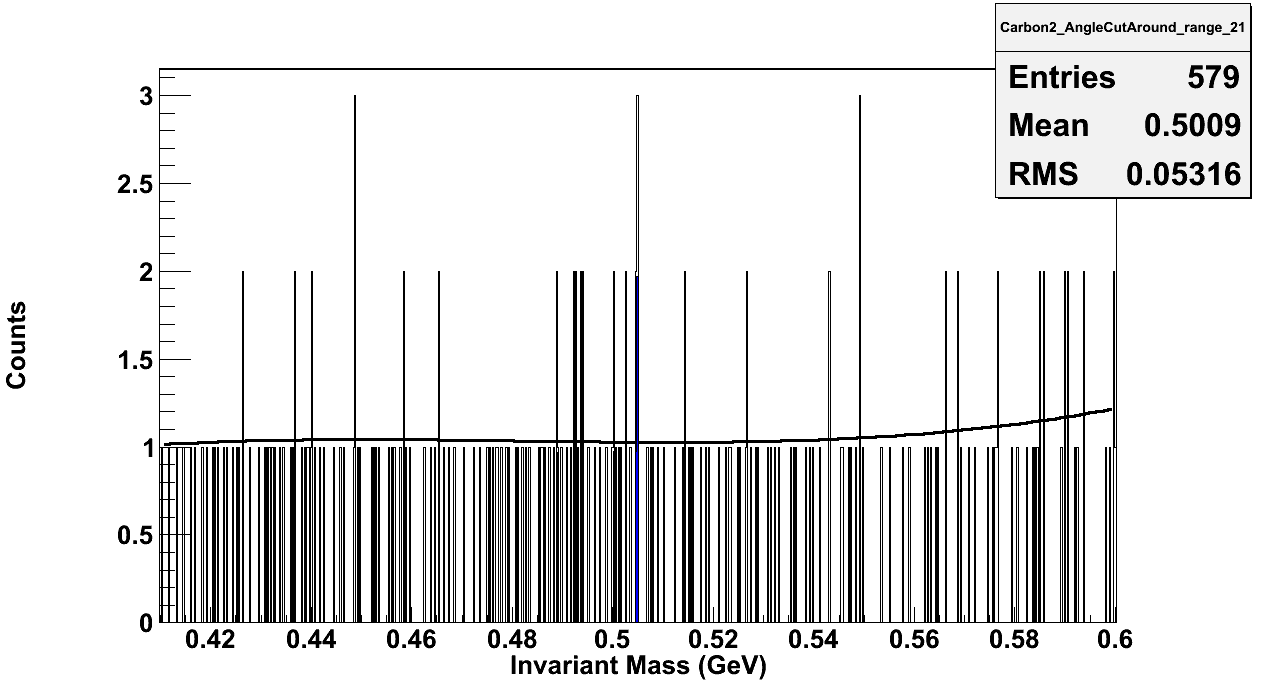 Carbon2_AngleCutAround_range_21
Entries 579
Mean 0.5009
RMS 0.05316
3
2.5
2
1.5
1
0.5
0
Counts
0.42 0.44 0.46 0.48 0.5 0.52 0.54 0.56 0.58 0.6
Invariant Mass (GeV)